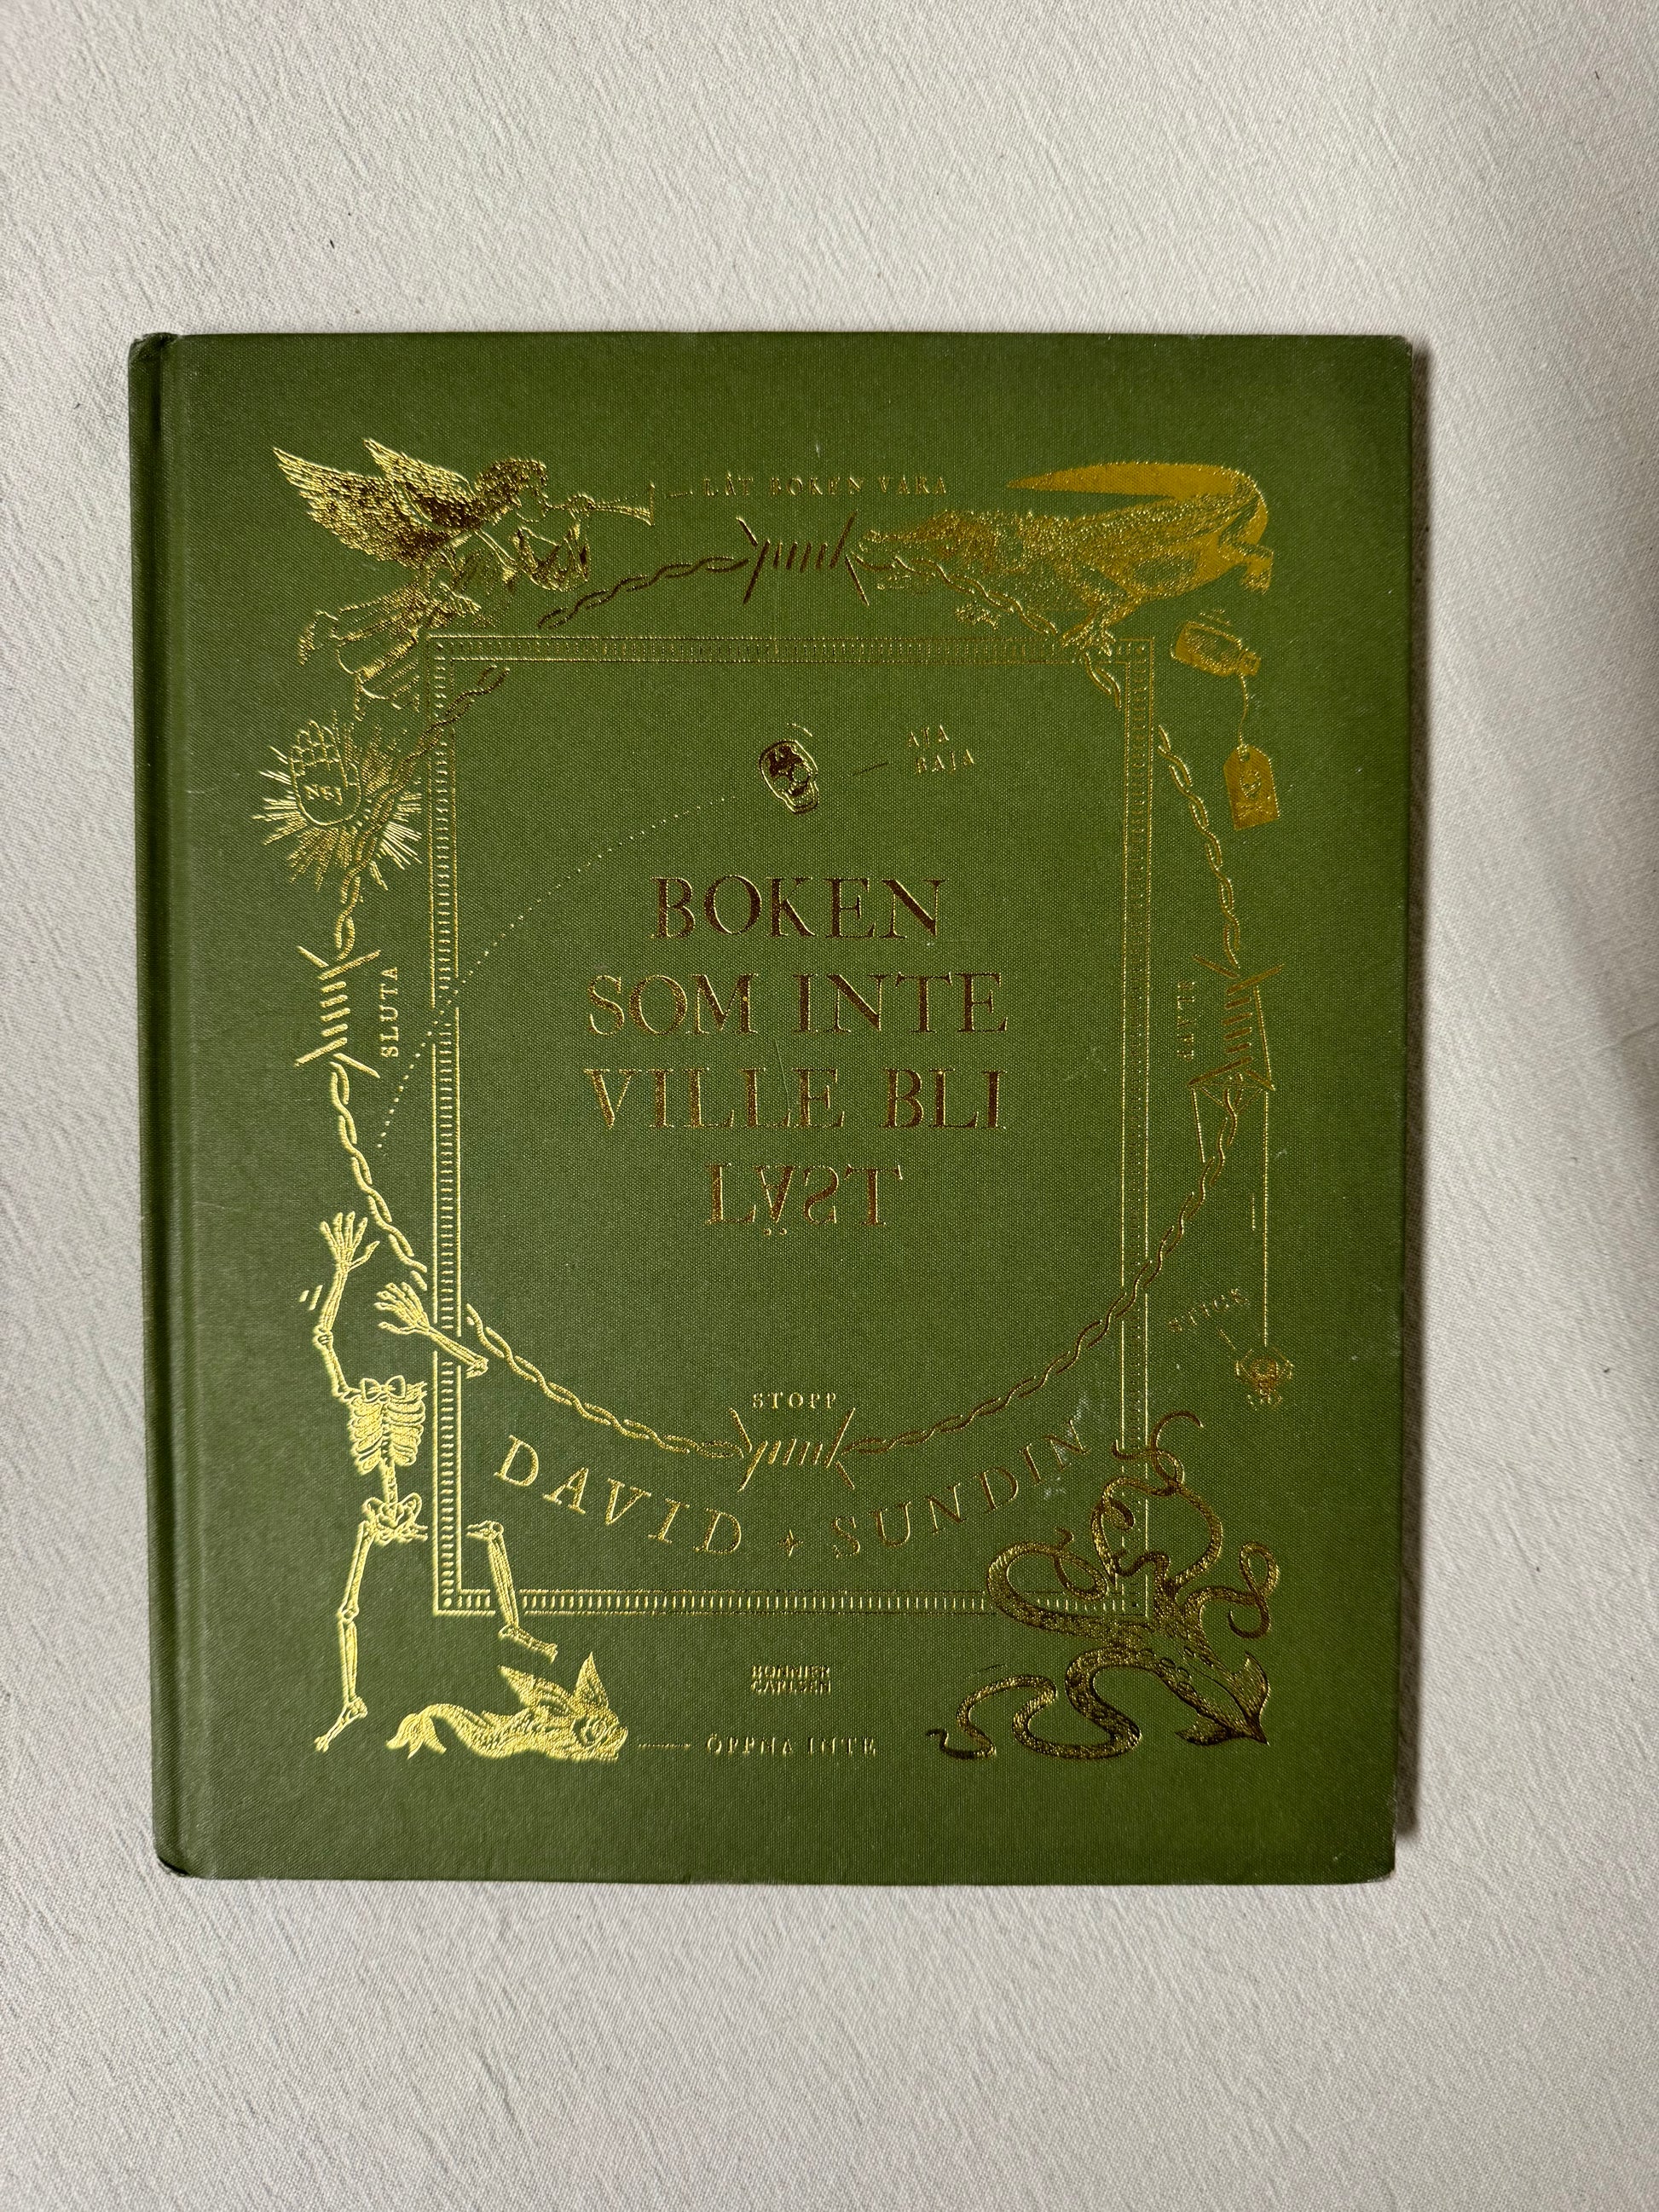 LÅT BOKEN VARA
AJA
BAJA
NEJ
BOKEN
SOM INTE
VILLE BLI
LÄST
SLUTA
STICK
STOPP
DAVID + SUNDIN
BONNIER
CARLSEN
ÖPPNA INTE